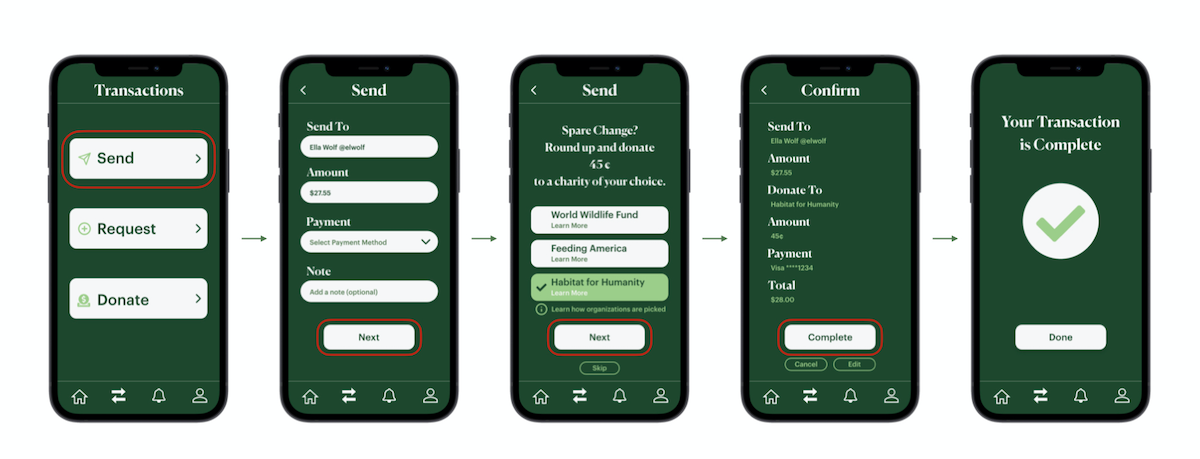 Transactions
Send
Request
Donate
Send
Send To
Ella Wolf @elwolf
Amount
$27.55
Payment
Select Payment Method
Note
Add a note (optional)
Next
Send
Spare Change?
Round up and donate
45 ¢
to a charity of your choice.
World Wildlife Fund
Learn More
Feeding America
Learn More
Habitat for Humanity
Learn More
Learn how organizations are picked
Next
Skip
Confirm
Send To
Ella Wolf @elwolf
Amount
$27.55
Donate To
Habitat for Humanity
Amount
45¢
Payment
Visa ****1234
Total
$28.00
Complete
Cancel
Edit
Your Transaction
is Complete
Done